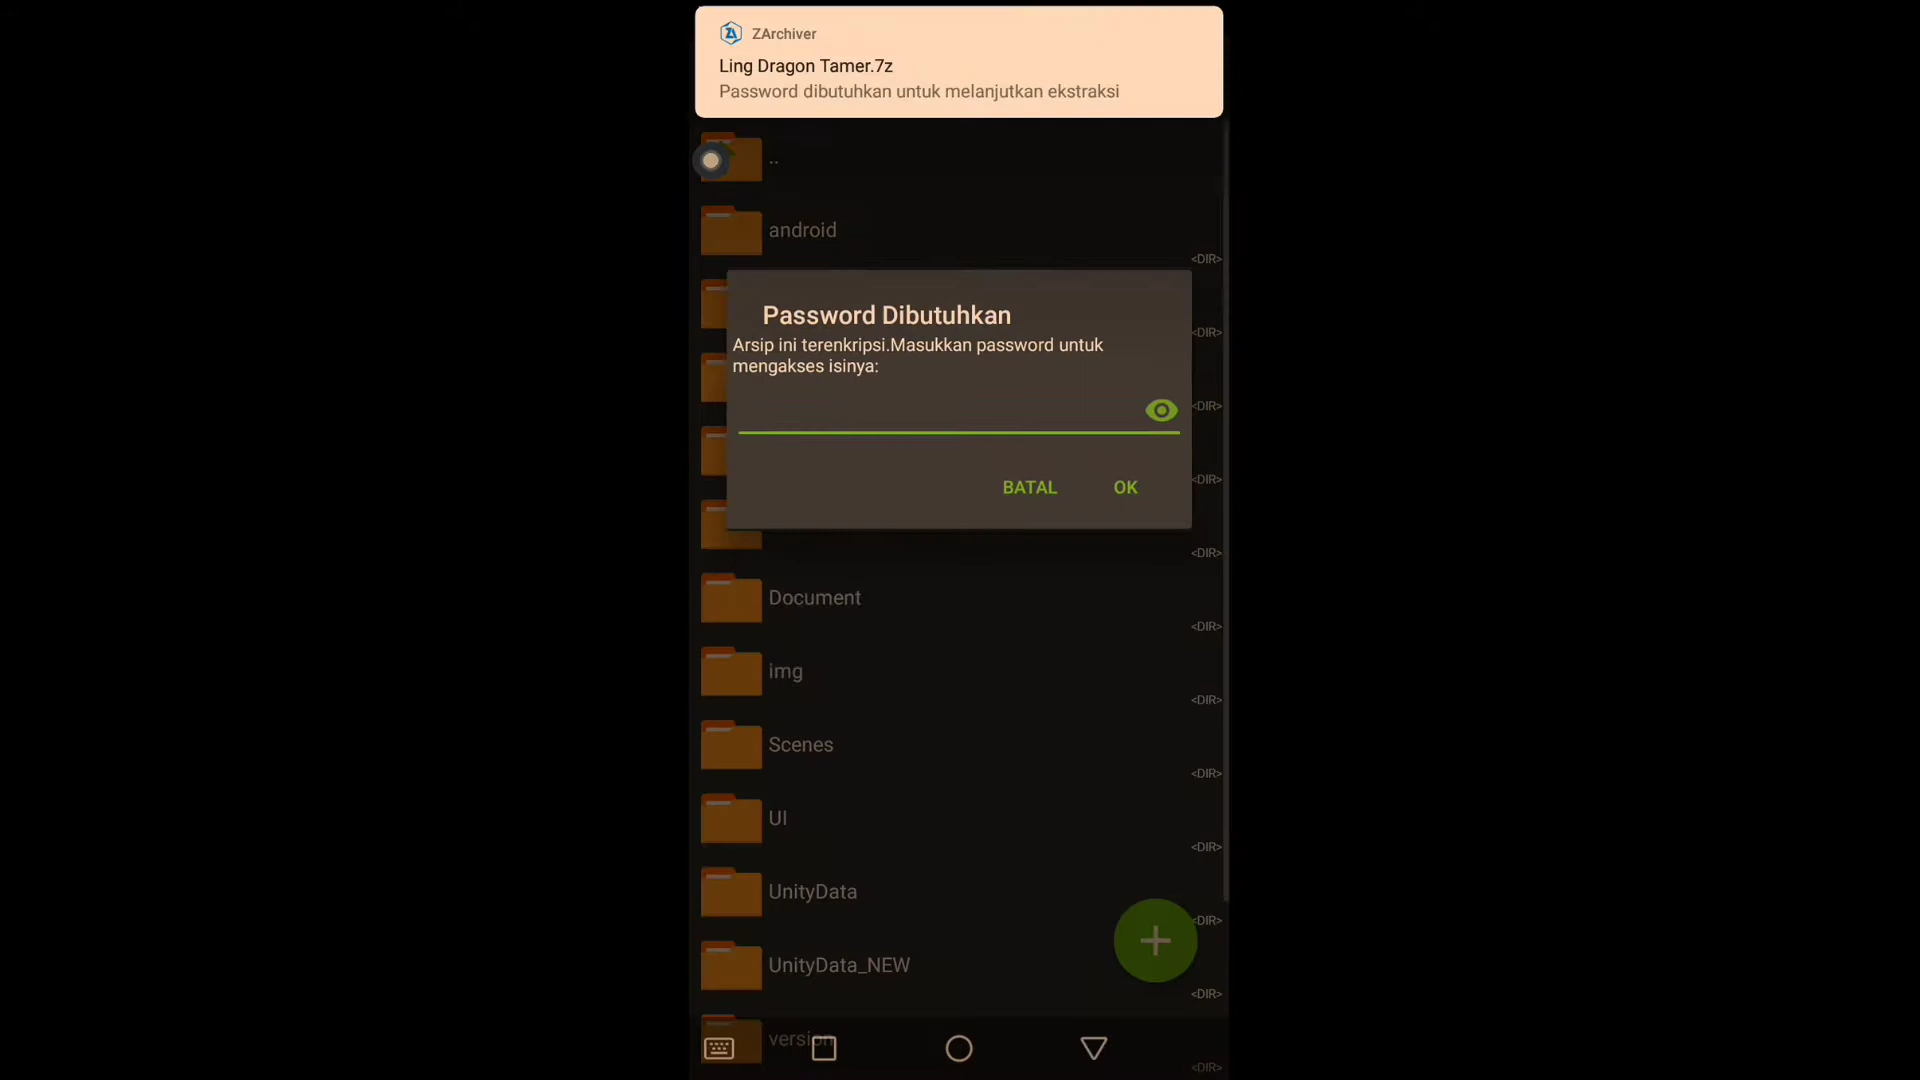 ZArchiver
Ling Dragon Tamer.7z
Password dibutuhkan untuk melanjutkan ekstraksi
..
android
<DIR>
Password Dibutuhkan
Arsip ini terenkripsi.Masukkan password untuk
mengakses isinya:
BATAL OK
<DIR>
<DIR>
<DIR>
<DIR>
Document
<DIR>
img
<DIR>
Scenes
<DIR>
UI
<DIR>
UnityData
<DIR>
UnityData_NEW
<DIR>
version
<DIR>